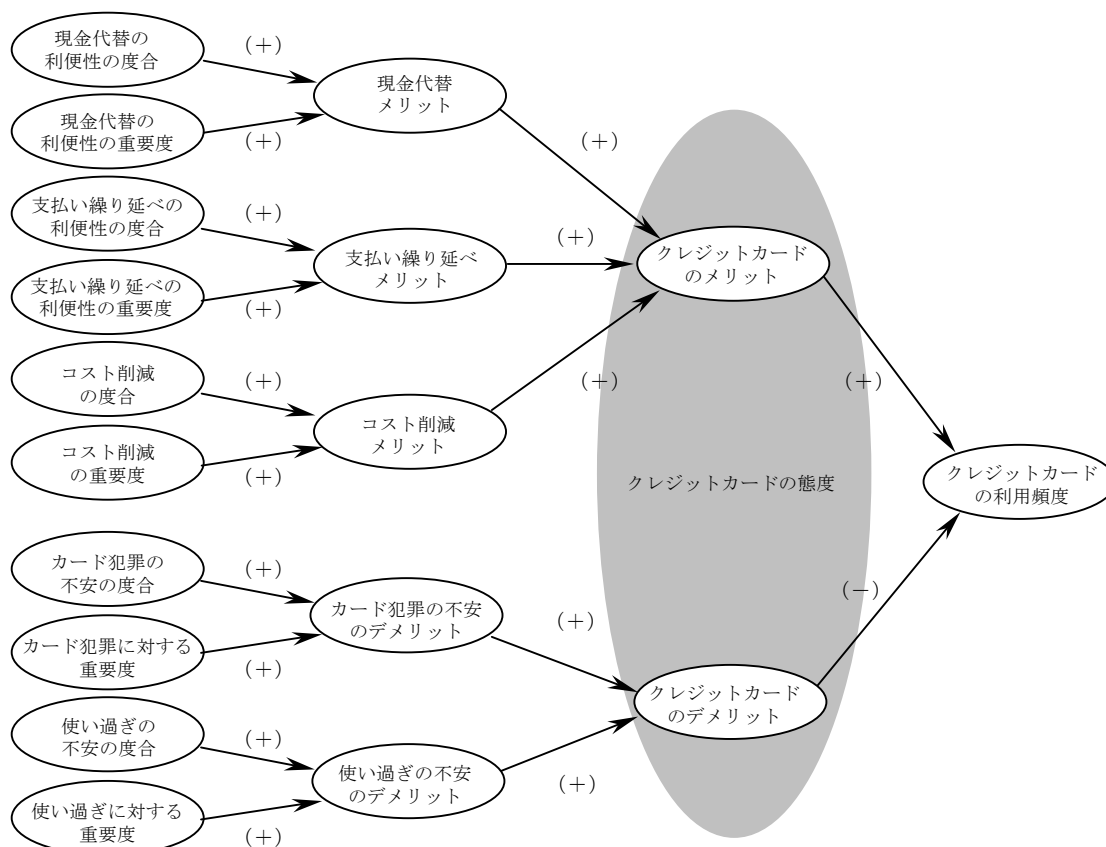 現金代替の
利便性の度合
(+)
現金代替の
利便性の重要度
(+)
現金代替
メリット
(+)
支払い繰り延べの
利便性の度合
(+)
支払い繰り延べの
利便性の重要度
(+)
支払い繰り延べ
メリット
(+)
コスト削減
の度合
(+)
コスト削減
の重要度
(+)
コスト削減
メリット
(+)
クレジットカード
のメリット
(+)
クレジットカードの態度
クレジットカード
の利用頻度
カード犯罪の
不安の度合
(+)
カード犯罪に対する
重要度
(+)
カード犯罪の不安
のデメリット
(+)
使い過ぎの
不安の度合
(+)
使い過ぎに対する
重要度
(+)
使い過ぎの不安
のデメリット
(+)
クレジットカード
のデメリット
(−)